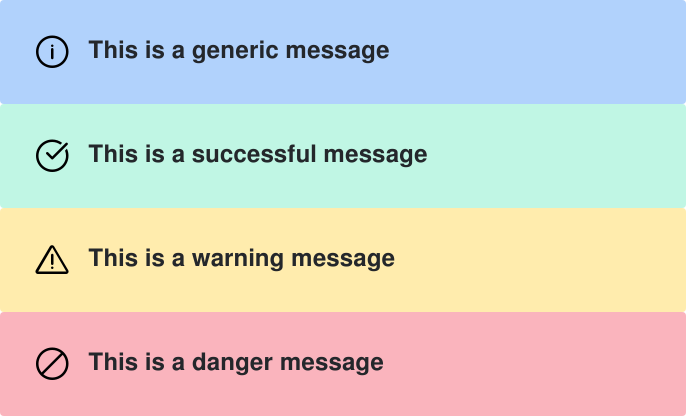 This is a generic message
This is a successful message
This is a warning message
This is a danger message